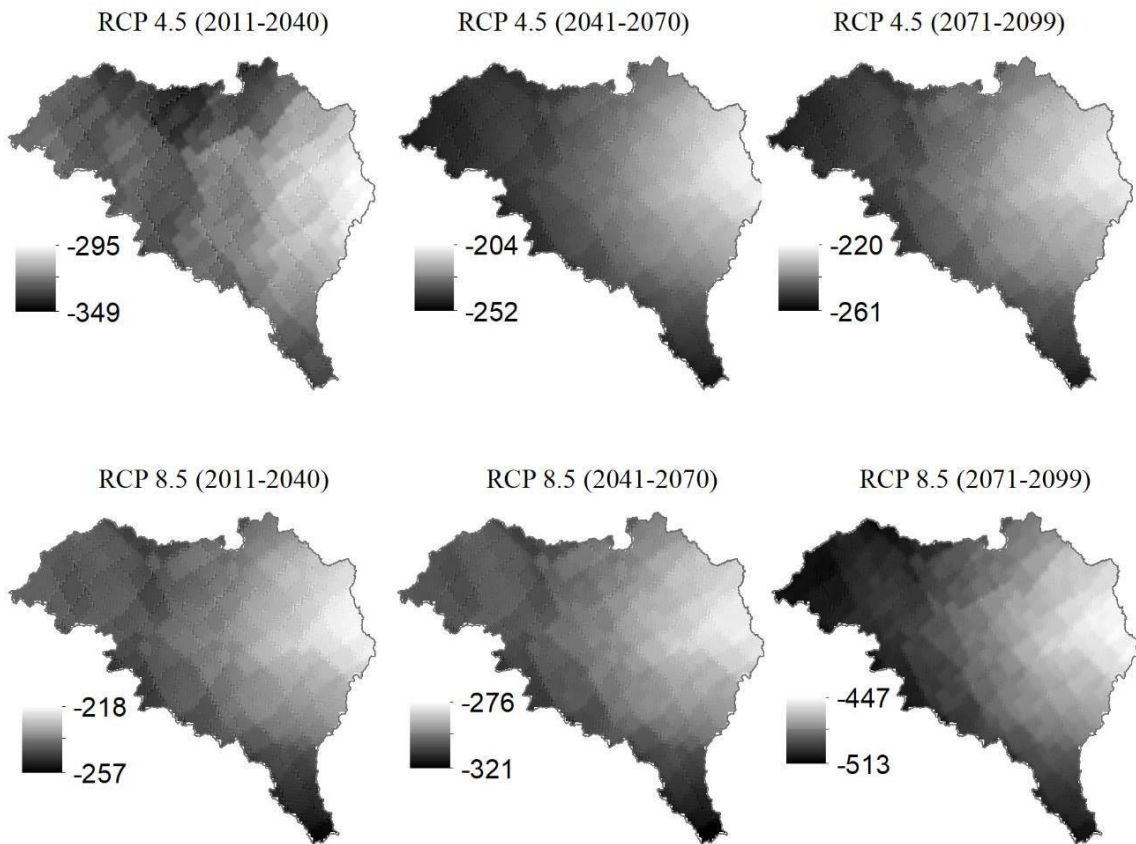 RCP 4.5 (2011-2040)
RCP 4.5 (2041-2070)
RCP 4.5 (2071-2099)
-295
-349
-204
-252
-220
-261
RCP 8.5 (2011-2040)
RCP 8.5 (2041-2070)
RCP 8.5 (2071-2099)
-218
-257
-276
-321
-447
-513